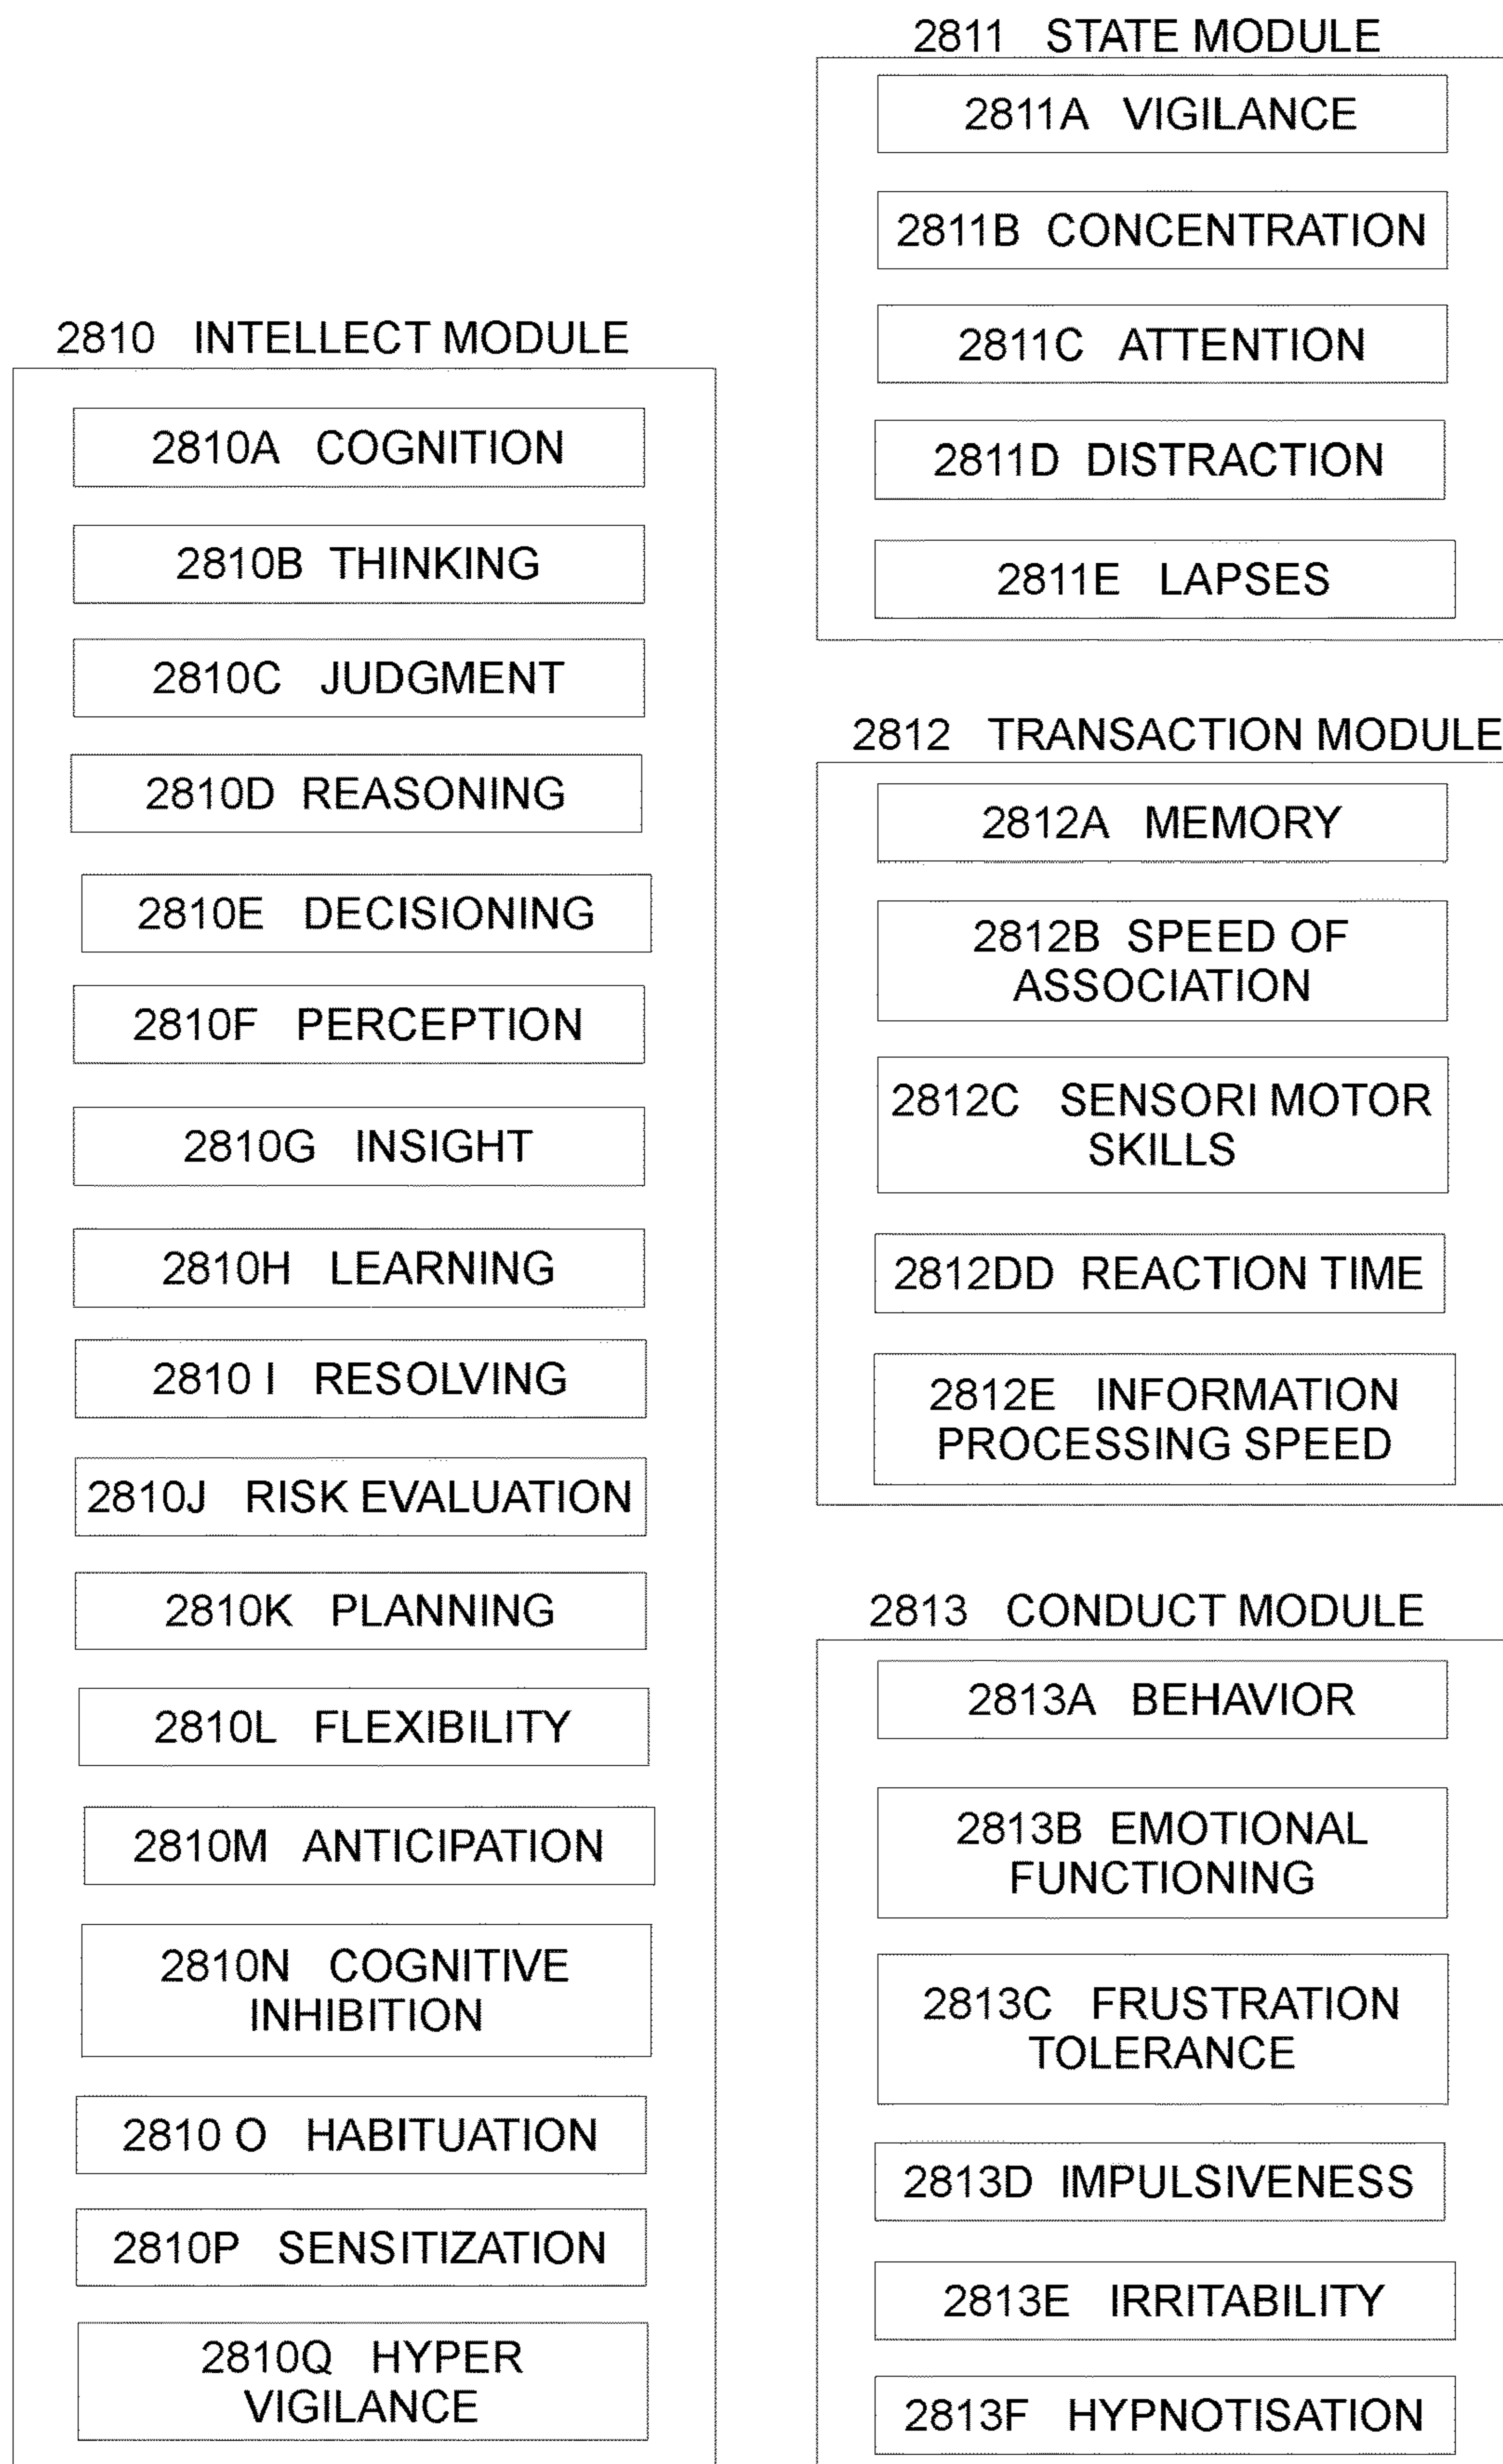 2810 INTELLECT MODULE
2810A COGNITION
2810B THINKING
2810C JUDGMENT
2810D REASONING
2810E DECISIONING
2810F PERCEPTION
2810G INSIGHT
2810H LEARNING
2810 I RESOLVING
2810J RISK EVALUATION
2810K PLANNING
2810L FLEXIBILITY
2810M ANTICIPATION
2810N COGNITIVE
INHIBITION
2810 O HABITUATION
2810P SENSITIZATION
2810Q HYPER
VIGILANCE
2811 STATE MODULE
2811A VIGILANCE
2811B CONCENTRATION
2811C ATTENTION
2811D DISTRACTION
2811E LAPSES
2812 TRANSACTION MODULE
2812A MEMORY
2812B SPEED OF
ASSOCIATION
2812C SENSORI MOTOR
SKILLS
2812DD REACTION TIME
2812E INFORMATION
PROCESSING SPEED
2813 CONDUCT MODULE
2813A BEHAVIOR
2813B EMOTIONAL
FUNCTIONING
2813C FRUSTRATION
TOLERANCE
2813D IMPULSIVENESS
2813E IRRITABILITY
2813F HYPNOTISATION